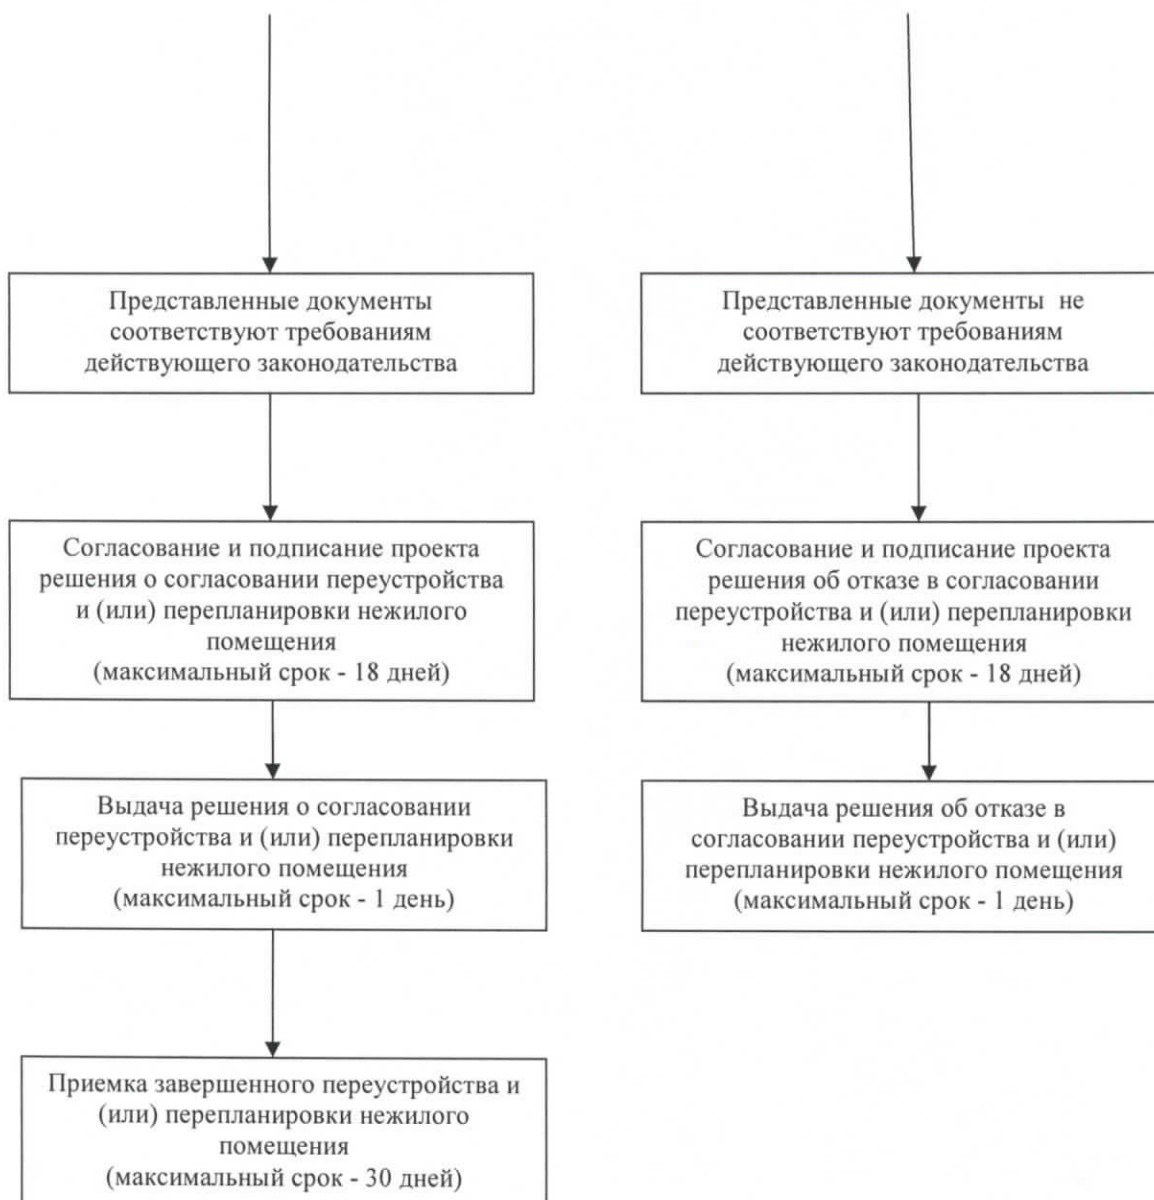 Представленные документы
соответствуют требованиям
действующего законодательства
Представленные документы не
соответствуют требованиям
действующего законодательства
Согласование и подписание проекта
решения о согласовании переустройства
и (или) перепланировки нежилого
помещения
(максимальный срок - 18 дней)
Согласование и подписание проекта
решения об отказе в согласовании
переустройства и (или) перепланировки
нежилого помещения
(максимальный срок - 18 дней)
Выдача решения о согласовании
переустройства и (или) перепланировки
нежилого помещения
(максимальный срок - 1 день)
Выдача решения об отказе в
согласовании переустройства и (или)
перепланировки нежилого помещения
(максимальный срок - 1 день)
Приемка завершенного переустройства и
(или) перепланировки нежилого
помещения
(максимальный срок - 30 дней)